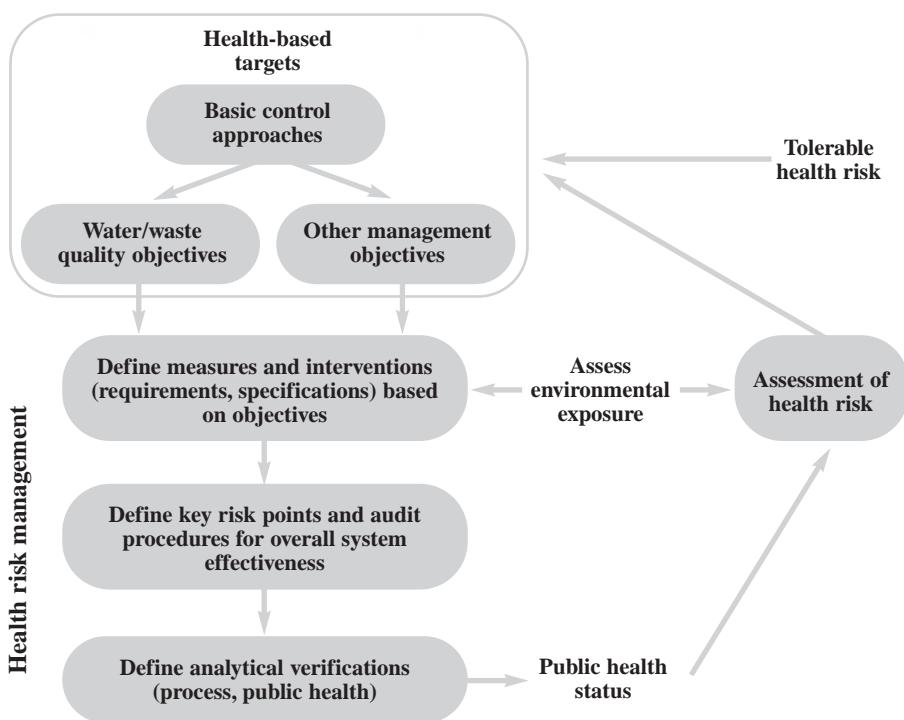 Health-based
targets
Basic control
approaches
Tolerable
health risk
Water/waste
quality objectives
Other management
objectives
Define measures and interventions
(requirements, specifications) based
on objectives
Assess
environmental
exposure
Assessment of
health risk
Health risk management
Define key risk points and audit
procedures for overall system
effectiveness
Define analytical verifications
(process, public health)
Public health
status